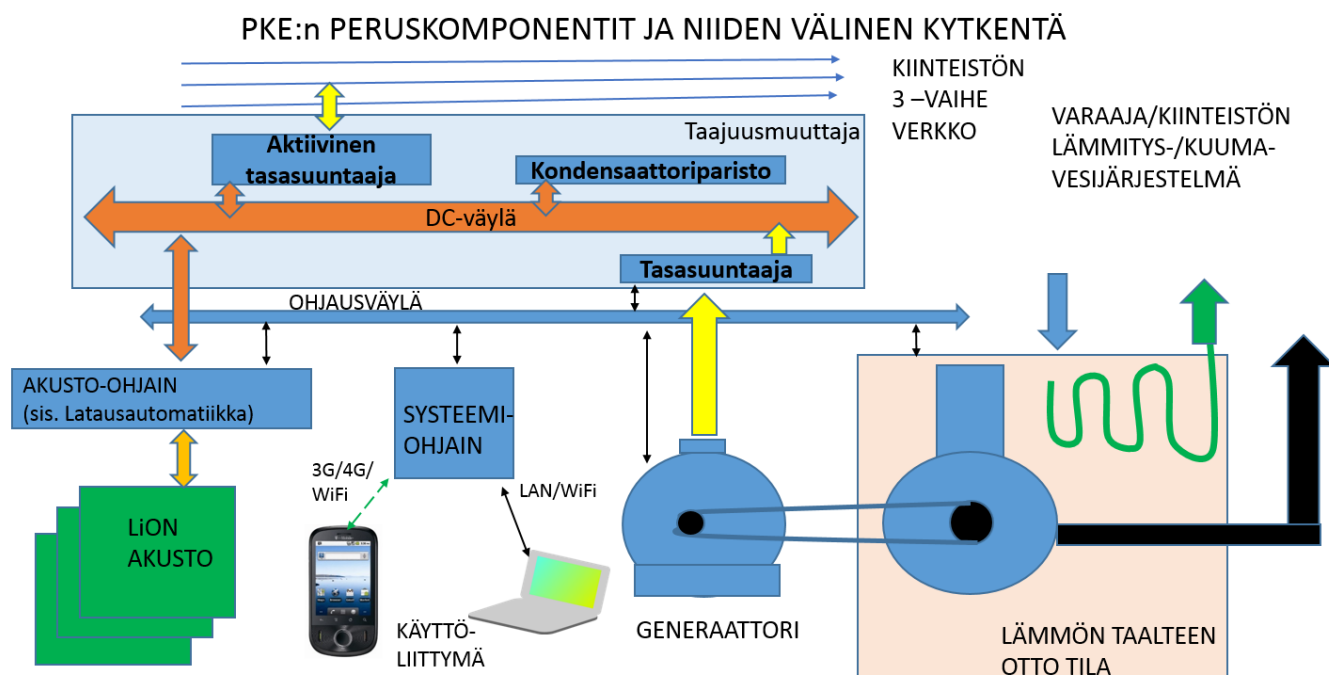 PKE:n PERUSKOMPONENTIT JA NIIDEN VÄLINEN KYTKENTÄ
KIINTEISTÖN
3 –VAIHE
VERKKO
VARAAJA/KIINTEISTÖN
LÄMMITYS-/KUUMA-
VESIJÄRJESTELMÄ
Taajuusmuuttaja
Aktiivinen
tasasuuntaaja
Kondensaattoriparisto
DC-väylä
Tasasuuntaaja
OHJAUSVÄYLÄ
AKUSTO-OHJAIN
(sis. Latausautomatiikka)
SYSTEEMI-
OHJAIN
3G/4G/
WiFi
LAN/WiFi
LiON
AKUSTO
KÄYTTÖ-
LIITTYMÄ
GENERAATTORI
LÄMMÖN TAALTEEN
OTTO TILA